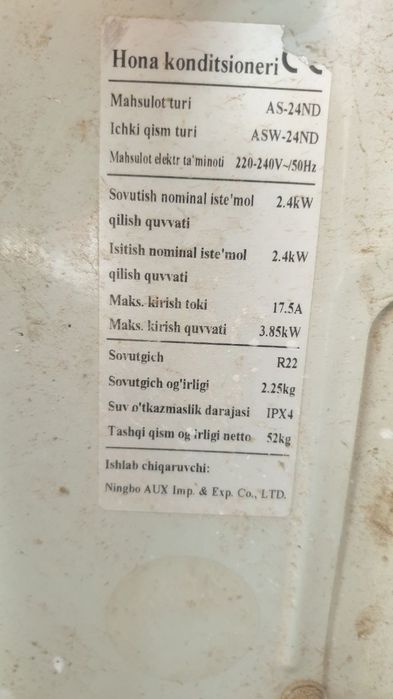 Hona konditsioneri CE
Mahsulot turi AS-24ND
Ichki qism turi ASW-24ND
Mahsulot elektr ta'minoti 220-240V~/50Hz
Sovutish nominal iste'mol 2.4kW
qilish quvvati
Isitish nominal iste'mol 2.4kW
qilish quvvati
Maks. kirish toki 17.5A
Maks. kirish quvvati 3.85kW
Sovutgich R22
Sovutgich og'irligi 2.25kg
Suv o'tkazmaslik darajasi IPX4
Tashqi qism og'irligi netto 52kg
Ishlab chiqaruvchi:
Ningbo AUX Imp. & Exp. Co., LTD.